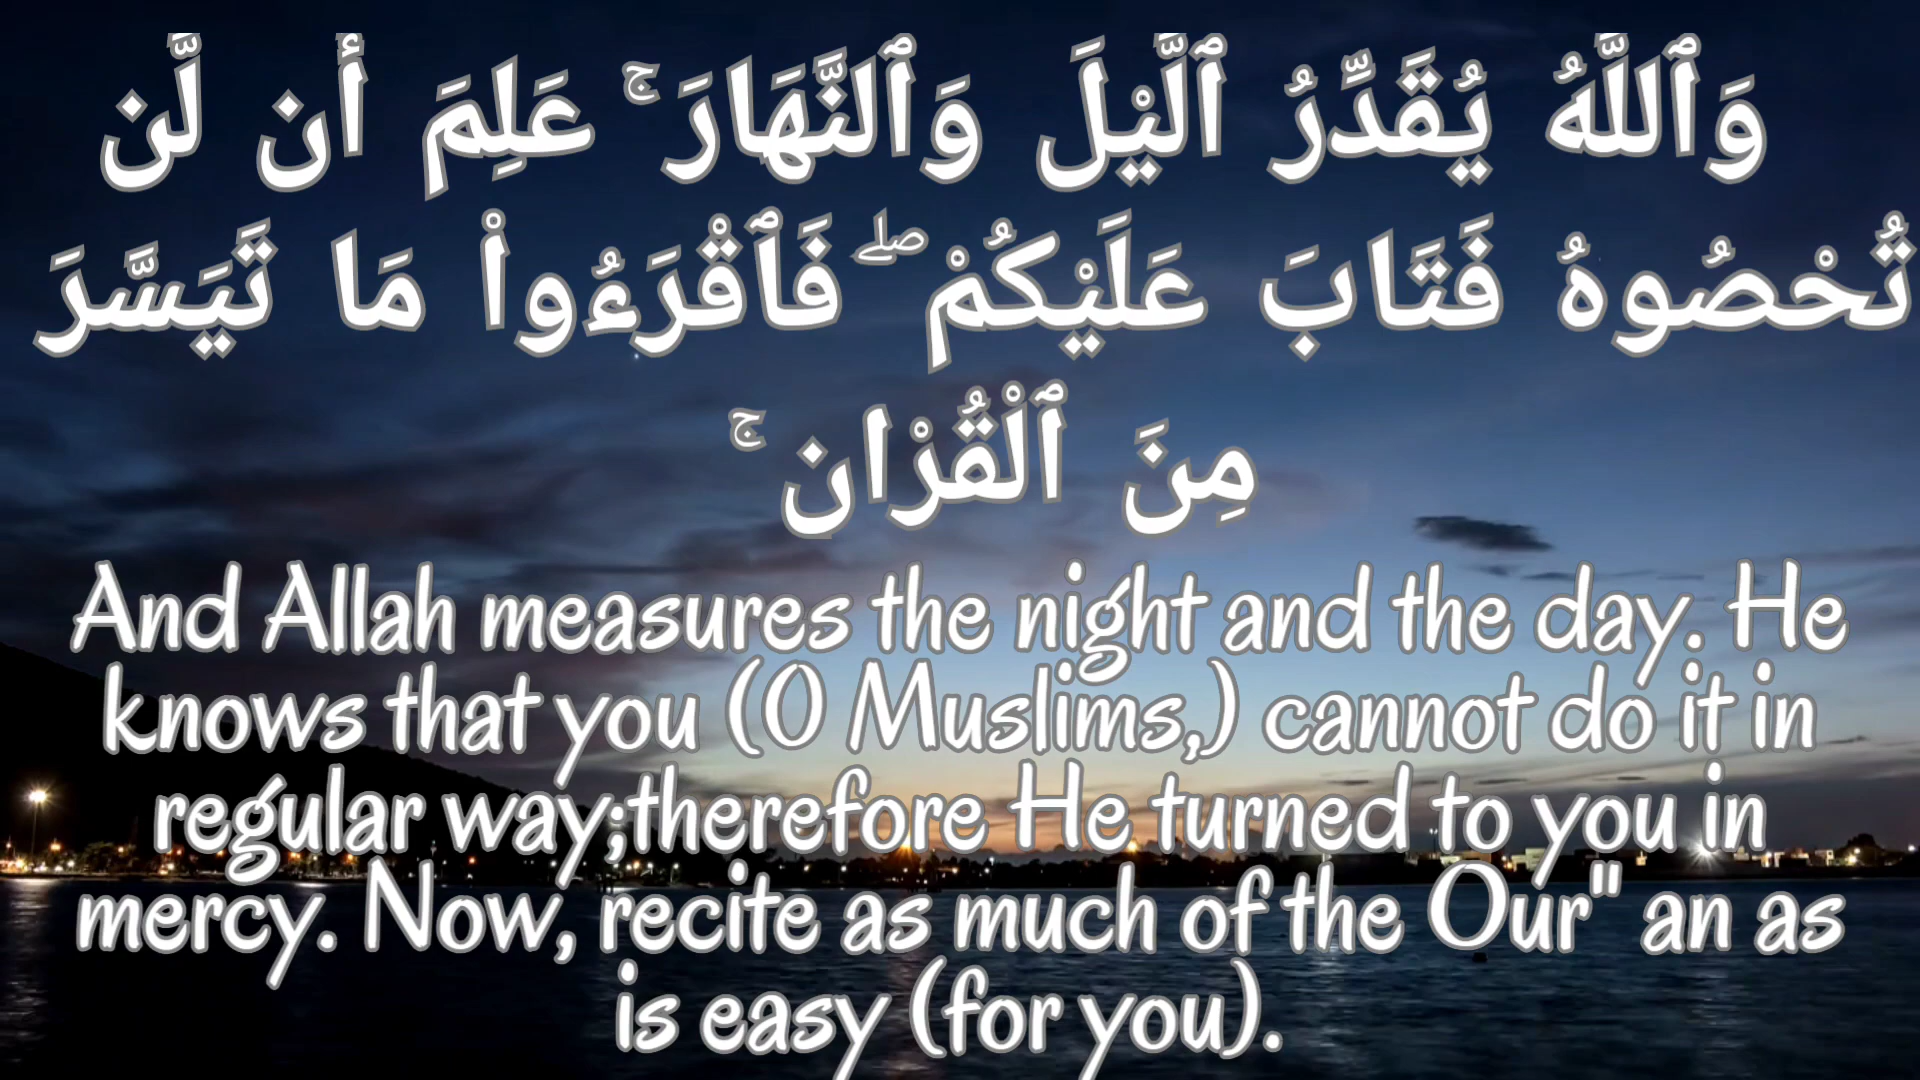 وَٱللَّهُ يُقَدِّرُ ٱلَّيْلَ وَٱلنَّهَارَ ۚ عَلِمَ أَن لَّن
تُحْصُوهُ فَتَابَ عَلَيْكُمْ ۖ فَٱقْرَءُوا۟ مَا تَيَسَّرَ
مِنَ ٱلْقُرْان ۚ
And Allah measures the night and the day. He
knows that you (O Muslims,) cannot do it in
regular way;therefore He turned to you in
mercy. Now, recite as much of the Our" an as
is easy (for you).